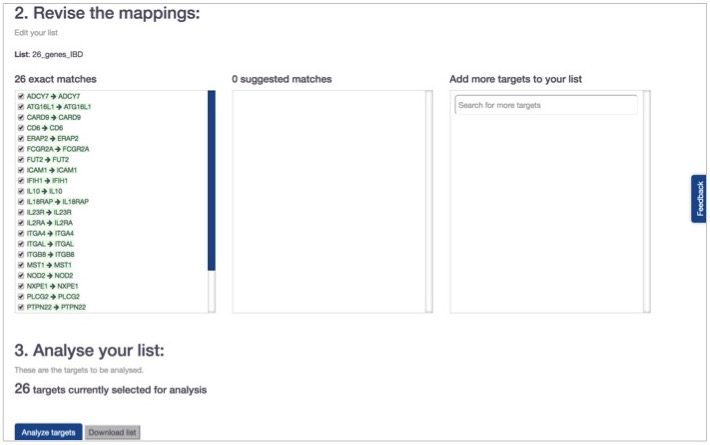 2. Revise the mappings:
Edit your list
List: 26_genes_IBD
26 exact matches
ADCY7 → ADCY7
ATG16L1 → ATG16L1
CARD9 → CARD9
CD6 → CD6
ERAP2 → ERAP2
FCGR2A → FCGR2A
FUT2 → FUT2
ICAM1 → ICAM1
IFIH1 → IFIH1
IL10 → IL10
IL18RAP → IL18RAP
IL23R → IL23R
IL2RA → IL2RA
ITGA4 → ITGA4
ITGAL → ITGAL
ITGB8 → ITGB8
MST1 → MST1
NOD2 → NOD2
NXPE1 → NXPE1
PLCG2 → PLCG2
PTPN22 → PTPN22
0 suggested matches
Add more targets to your list
Search for more targets
Feedback
3. Analyse your list:
These are the targets to be analysed.
26 targets currently selected for analysis
Analyze targets
Download list